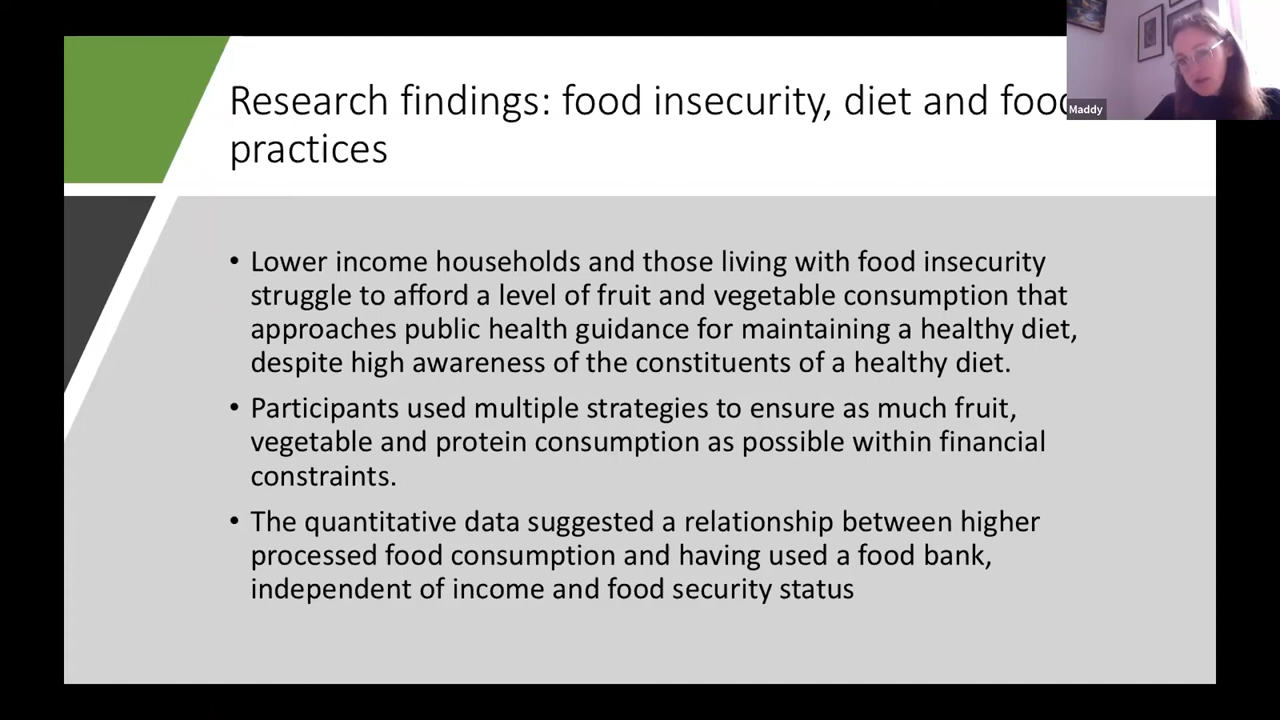 Research findings: food insecurity, diet and food
practices
Maddy
• Lower income households and those living with food insecurity
struggle to afford a level of fruit and vegetable consumption that
approaches public health guidance for maintaining a healthy diet,
despite high awareness of the constituents of a healthy diet.
• Participants used multiple strategies to ensure as much fruit,
vegetable and protein consumption as possible within financial
constraints.
• The quantitative data suggested a relationship between higher
processed food consumption and having used a food bank,
independent of income and food security status